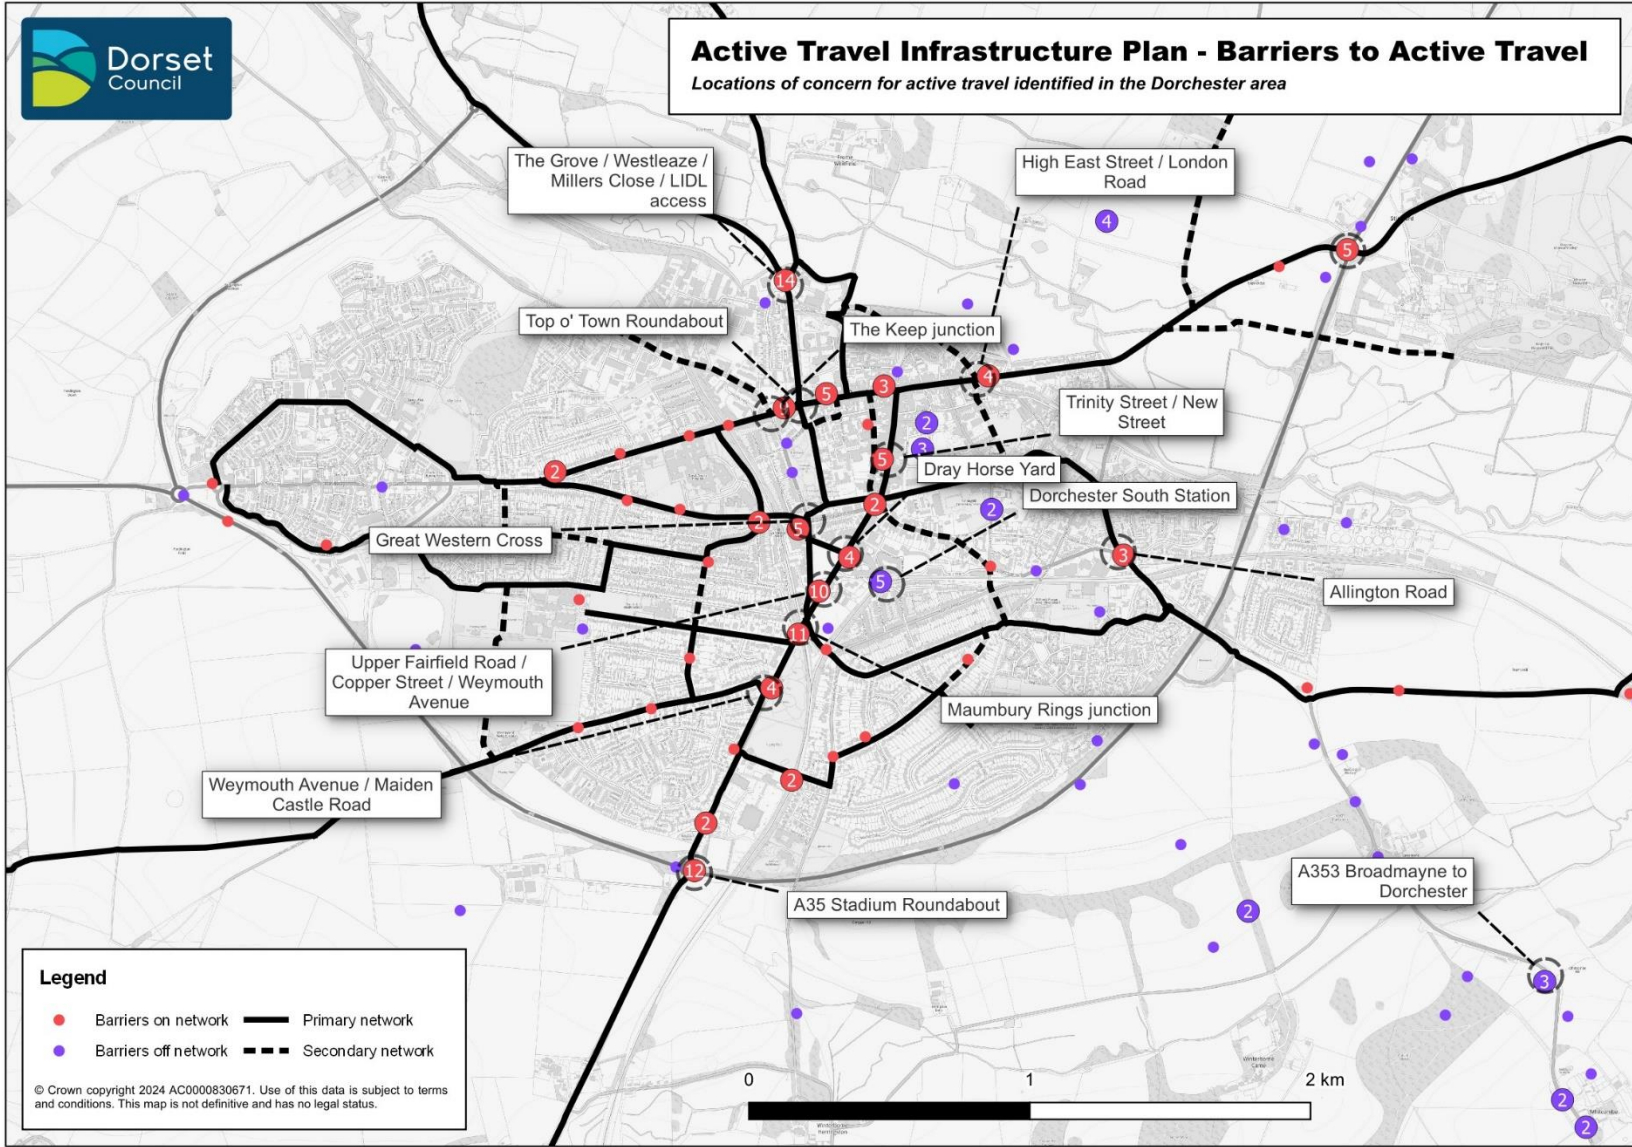 Dorset
Council
Active Travel Infrastructure Plan - Barriers to Active Travel
Locations of concern for active travel identified in the Dorchester area
The Grove / Westleaze /
Millers Close / LIDL
access
High East Street / London
Road
4
5
14
Top o' Town Roundabout
The Keep junction
4
3
5
9
Trinity Street / New
Street
2
3
5
Dray Horse Yard
2
Dorchester South Station
2
2
2
5
Great Western Cross
4
3
5
10
Allington Road
11
Upper Fairfield Road /
Copper Street / Weymouth
Avenue
4
Maumbury Rings junction
Weymouth Avenue / Maiden
Castle Road
2
2
12
A35 Stadium Roundabout
A353 Broadmayne to
Dorchester
2
3
2
2
Legend
Barriers on network
Primary network
Barriers off network
Secondary network
© Crown copyright 2024 AC0000830671. Use of this data is subject to terms
and conditions. This map is not definitive and has no legal status.
0
1
2 km